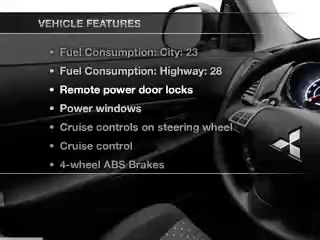 VEHICLE FEATURES
• Fuel Consumption: City: 23
• Fuel Consumption: Highway: 28
• Remote power door locks
• Power windows
• Cruise controls on steering wheel
• Cruise control
• 4-wheel ABS Brakes